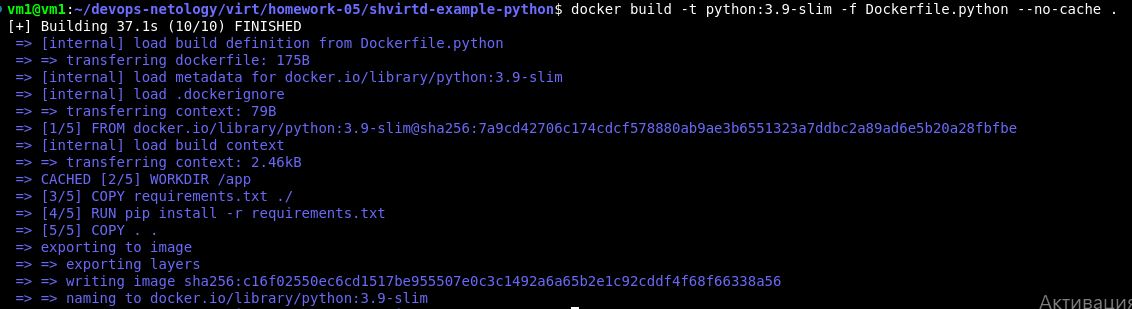 vm1@vm1:~/devops-netology/virt/homework-05/shvirtd-example-python$ docker build -t python:3.9-slim -f Dockerfile.python --no-cache .
[+] Building 37.1s (10/10) FINISHED
=> [internal] load build definition from Dockerfile.python
=> => transferring dockerfile: 175B
=> [internal] load metadata for docker.io/library/python:3.9-slim
=> [internal] load .dockerignore
=> => transferring context: 79B
=> [1/5] FROM docker.io/library/python:3.9-slim@sha256:7a9cd42706c174cdcf578880ab9ae3b6551323a7ddbc2a89ad6e5b20a28fbfbe
=> [internal] load build context
=> => transferring context: 2.46kB
=> CACHED [2/5] WORKDIR /app
=> [3/5] COPY requirements.txt ./
=> [4/5] RUN pip install -r requirements.txt
=> [5/5] COPY . .
=> exporting to image
=> => exporting layers
=> => writing image sha256:c16f02550ec6cd1517be955507e0c3c1492a6a65b2e1c92cddf4f68f66338a56
=> => naming to docker.io/library/python:3.9-slim
Активация